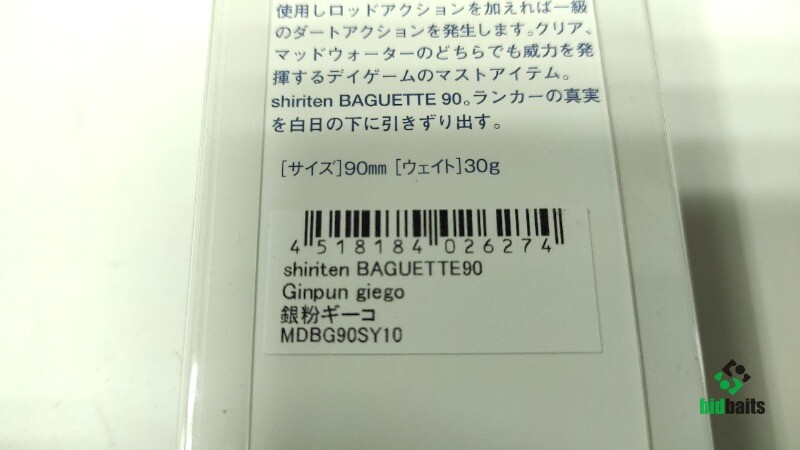 使用しロッドアクションを加えれば一級
のダートアクションを発生します。クリア、
マッドウォーターのどちらでも威力を発
揮するデイゲームのマストアイテム。
shiriten BAGUETTE 90。ランカーの真実
を白日の下に引きずり出す。
[サイズ]90㎜ [ウェイト]30g
4 518184 026274
shiriten BAGUETTE90
Ginpun giego
銀粉ギーコ
MDBG90SY10
bidbaits